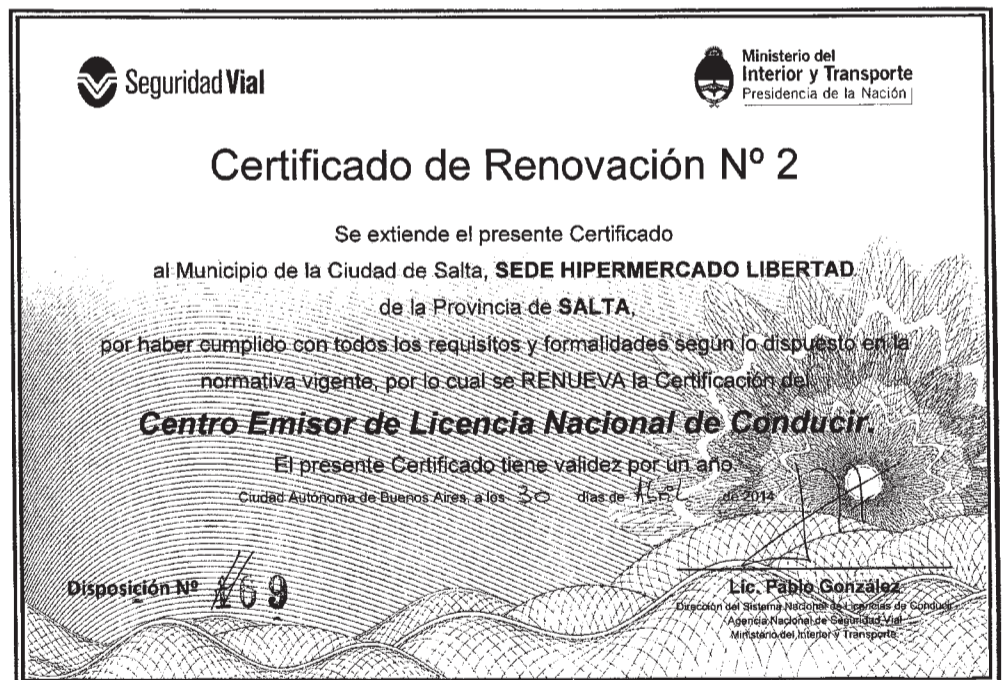 Seguridad Vial
Ministerio del
Interior y Transporte
Presidencia de la Nación
Certificado de Renovación Nº 2
Se extiende el presente Certificado
al Municipio de la Ciudad de Salta, SEDE HIPERMERCADO LIBERTAD
de la Provincia de SALTA
por haber cumplido con todos los requisitos y formalidades según lo dispuesto en la
normativa vigente, por lo cual se RENUEVA la Certificación del
Centro Emisor de Licencia Nacional de Conducir.
El presente Certificado tiene validez por un año.
Ciudad Autónoma de Buenos Aires, a los 30 días de de 2014
Disposición Nº
Lic. Pablo González
Dirección del Sistema Nacional de Licencias de Conducir
Agencia Nacional de Seguridad Vial
Ministerio del Interior y Transporte